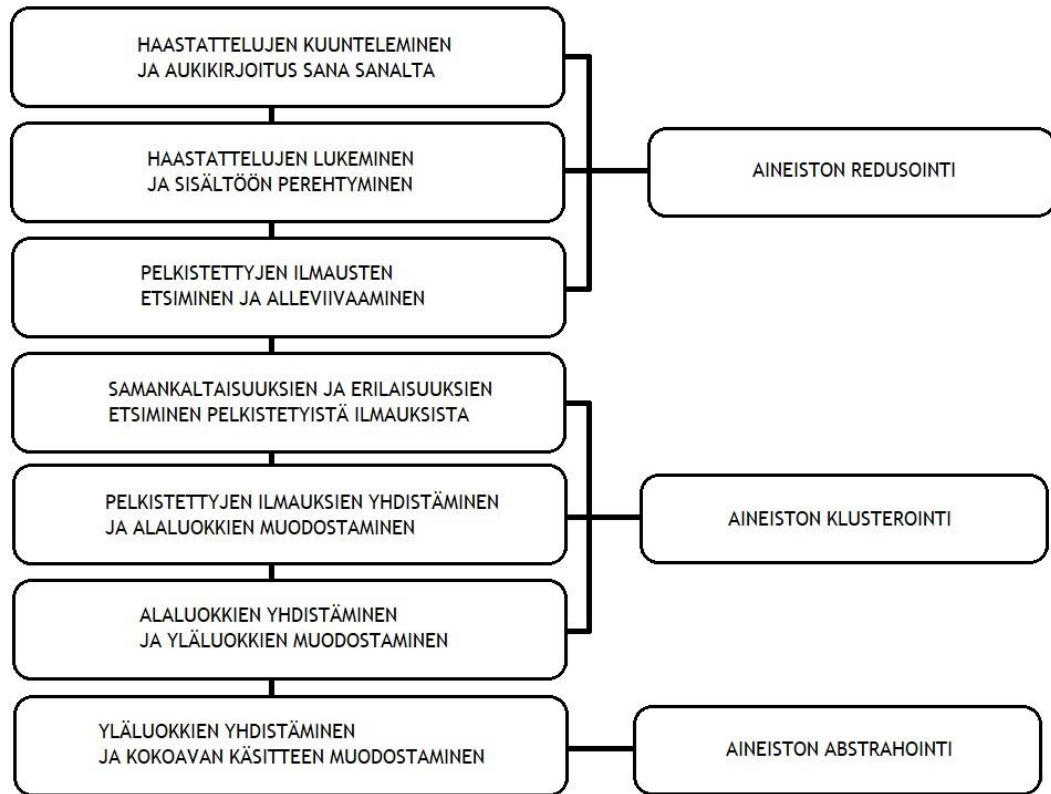 HAASTATTELUJEN KUUNTELEMINEN
JA AUKIKIRJOITUS SANA SANALTA
HAASTATTELUJEN LUKEMINEN
JA SISÄLTÖÖN PEREHTYMINEN
PELKISTETTYJEN ILMAUSTEN
ETSIMINEN JA ALLEVIIVAAMINEN
AINEISTON REDUSOINTI
SAMANKALTAISUUKSIEN JA ERILAISUUKSIEN
ETSIMINEN PELKISTETYISTÄ ILMAUKSISTA
PELKISTETTYJEN ILMAUKSIEN YHDISTÄMINEN
JA ALALUOKKIEN MUODOSTAMINEN
ALALUOKKIEN YHDISTÄMINEN
JA YLÄLUOKKIEN MUODOSTAMINEN
AINEISTON KLUSTEROINTI
YLÄLUOKKIEN YHDISTÄMINEN
JA KOKOAVAN KÄSITTEEN MUODOSTAMINEN
AINEISTON ABSTRAHOINTI